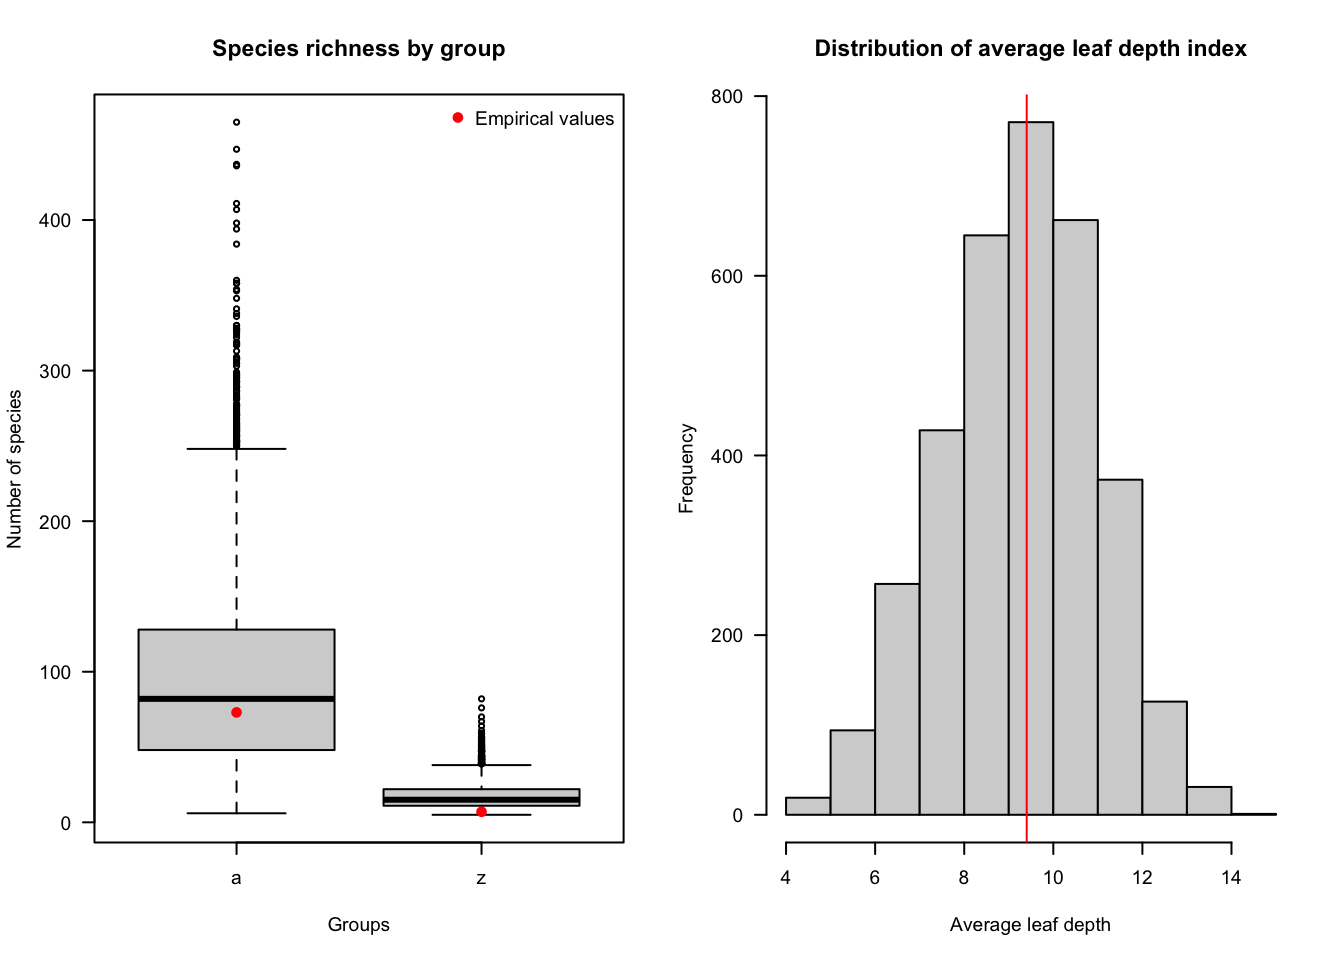 Species richness by group
Empirical values
400
300
200
100
0
Number of species
a z
Groups
Distribution of average leaf depth index
800
600
400
200
0
Frequency
4 6 8 10 12 14
Average leaf depth